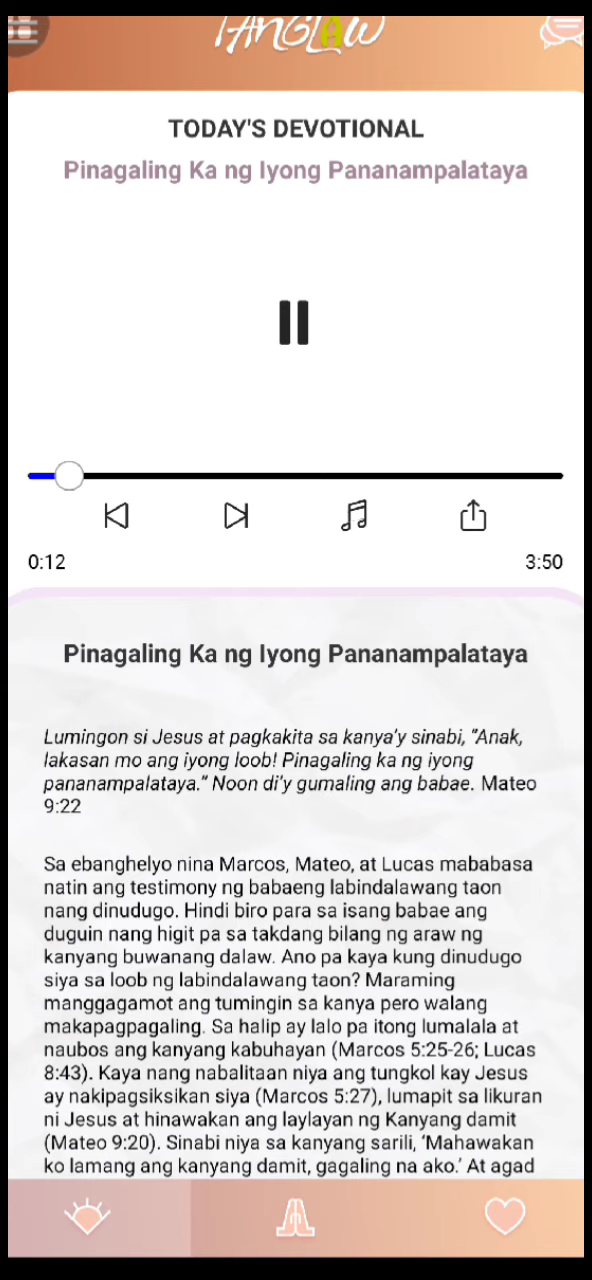 TANGLAW
TODAY'S DEVOTIONAL
Pinagaling Ka ng Iyong Pananampalataya
0:12
3:50
Pinagaling Ka ng Iyong Pananampalataya
Lumingon si Jesus at pagkakita sa kanya’y sinabi, “Anak,
lakasan mo ang iyong loob! Pinagaling ka ng iyong
pananampalataya.” Noon di’y gumaling ang babae. Mateo
9:22
Sa ebanghelyo nina Marcos, Mateo, at Lucas mababasa
natin ang testimony ng babaeng labindalawang taon
nang dinudugo. Hindi biro para sa isang babae ang
duguin nang higit pa sa takdang bilang ng araw ng
kanyang buwanang dalaw. Ano pa kaya kung dinudugo
siya sa loob ng labindalawang taon? Maraming
manggagamot ang tumingin sa kanya pero walang
makapagpagaling. Sa halip ay lalo pa itong lumalala at
naubos ang kanyang kabuhayan (Marcos 5:25-26; Lucas
8:43). Kaya nang nabalitaan niya ang tungkol kay Jesus
ay nakipagsiksikan siya (Marcos 5:27), lumapit sa likuran
ni Jesus at hinawakan ang laylayan ng Kanyang damit
(Mateo 9:20). Sinabi niya sa kanyang sarili, ‘Mahawakan
ko lamang ang kanyang damit, gagaling na ako.’ At agad